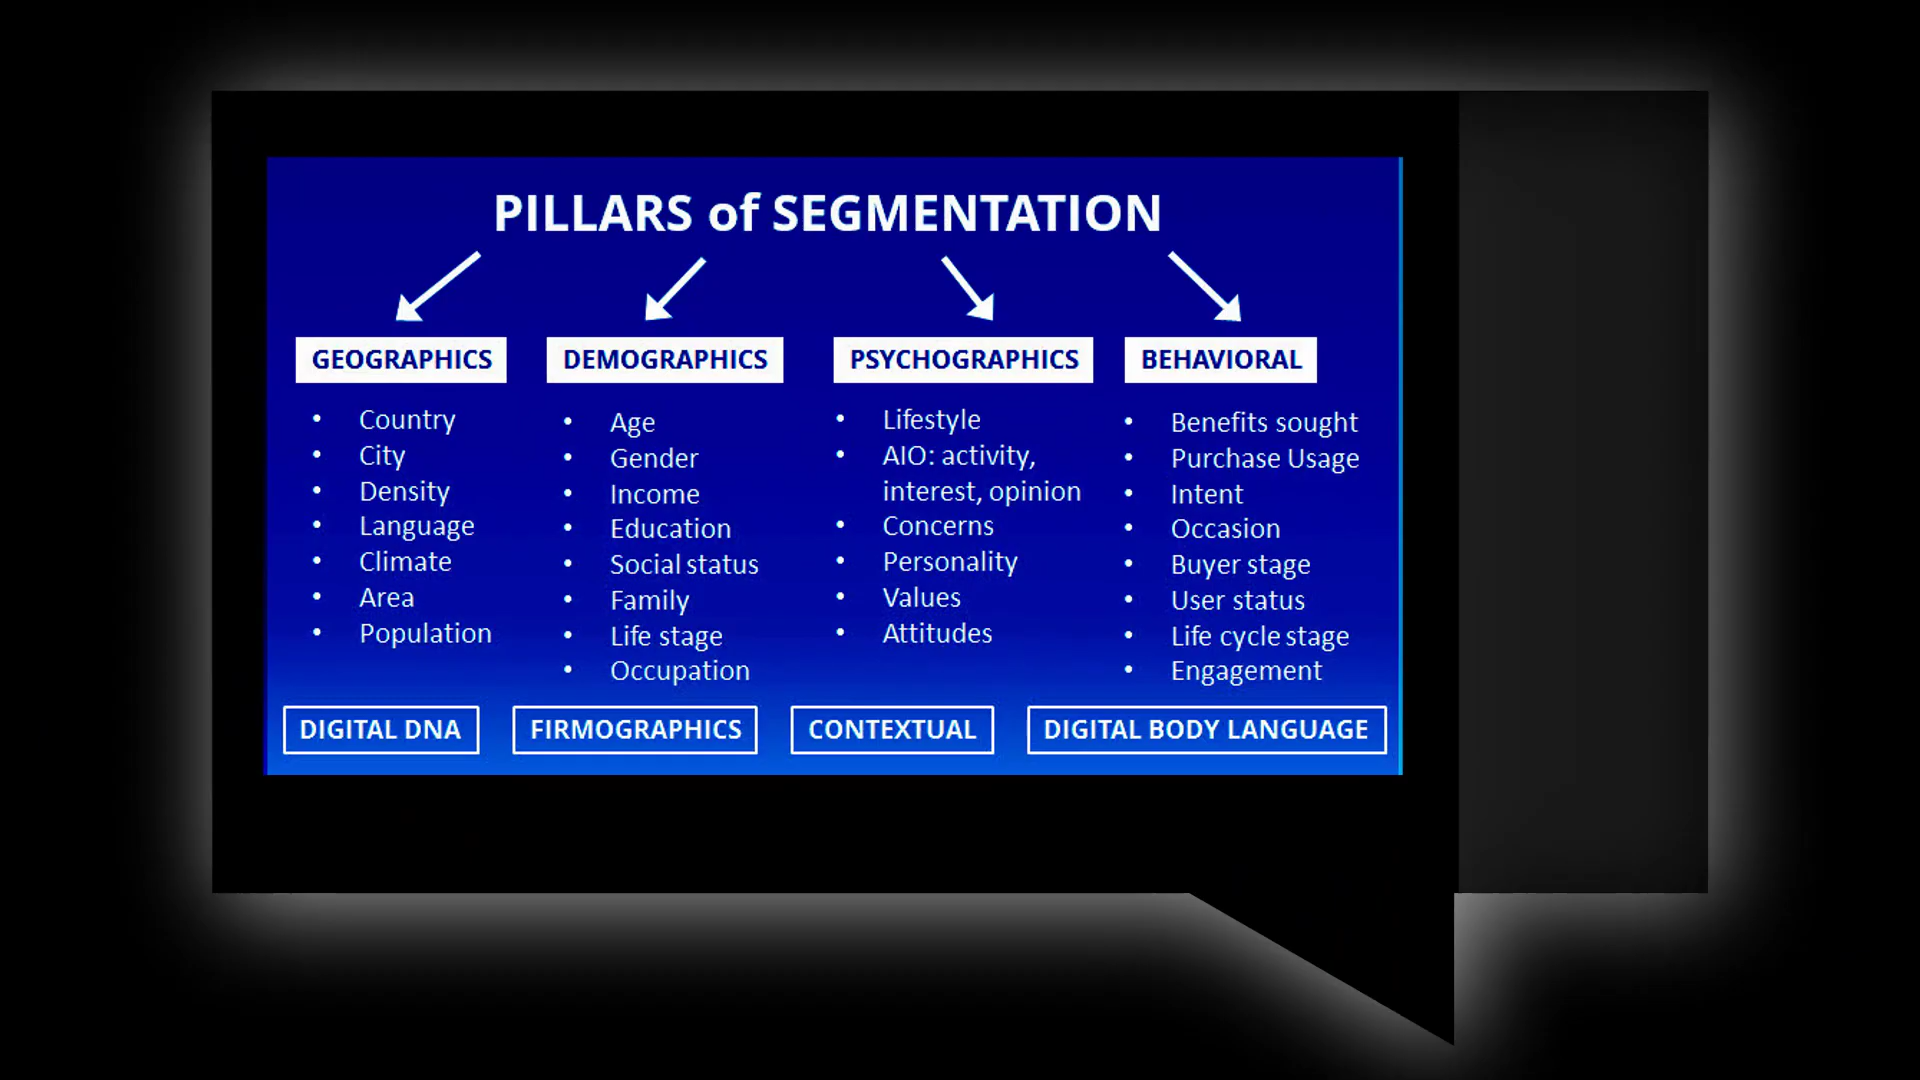 PILLARS of SEGMENTATION
GEOGRAPHICS
• Country
• City
• Density
• Language
• Climate
• Area
• Population
DEMOGRAPHICS
• Age
• Gender
• Income
• Education
• Social status
• Family
• Life stage
• Occupation
PSYCHOGRAPHICS
• Lifestyle
• AIO: activity,
interest, opinion
• Concerns
• Personality
• Values
• Attitudes
BEHAVIORAL
• Benefits sought
• Purchase Usage
• Intent
• Occasion
• Buyer stage
• User status
• Life cycle stage
• Engagement
DIGITAL DNA
FIRMOGRAPHICS
CONTEXTUAL
DIGITAL BODY LANGUAGE